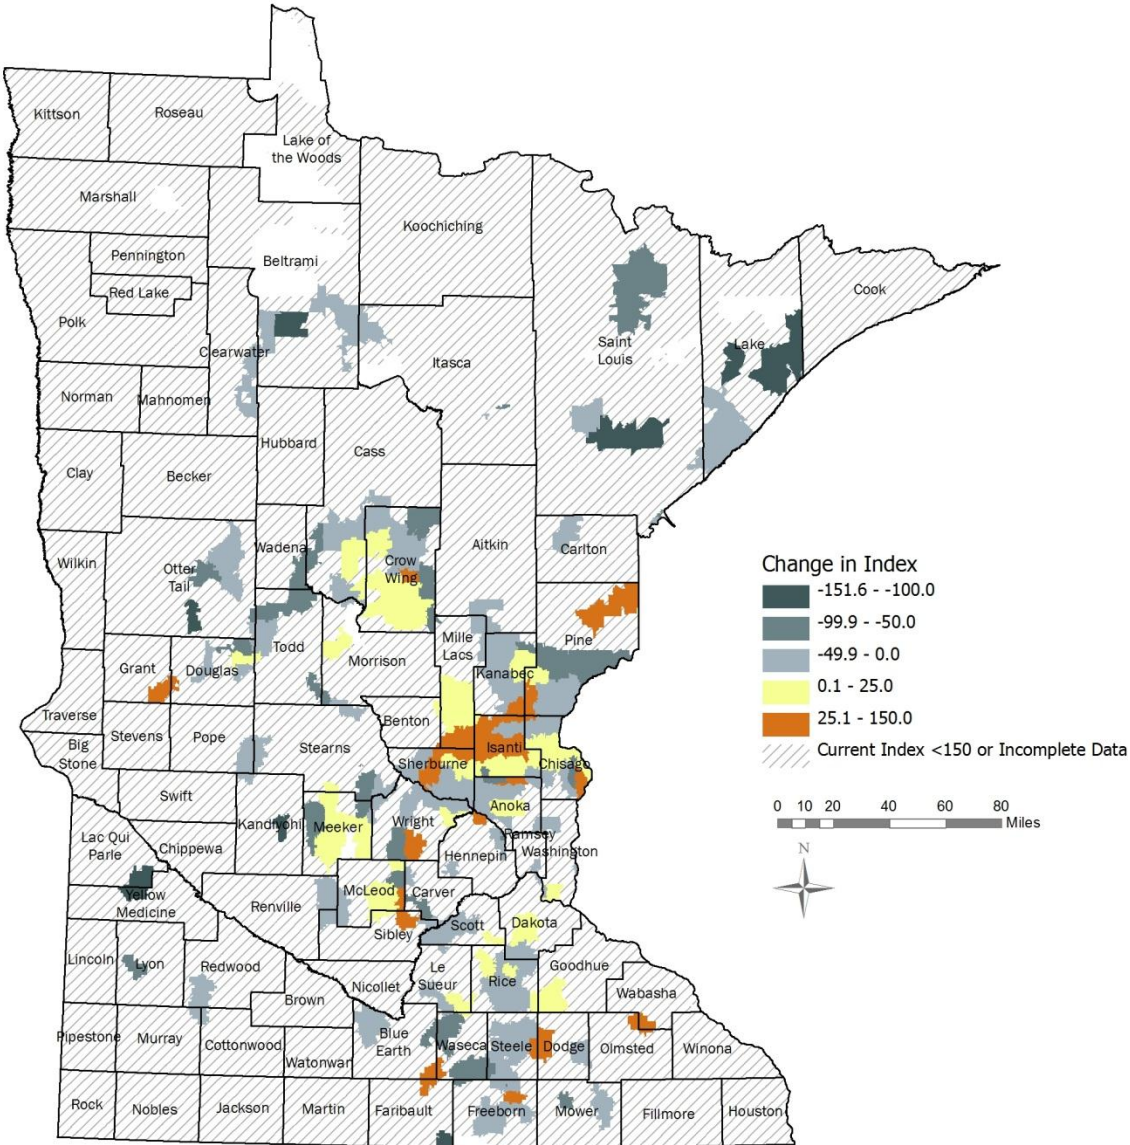 Kittson
Roseau
Lake of
the Woods
Marshall
Koochiching
Pennington
Beltrami
Red Lake
Cook
Polk
Clearwater
Saint
Louis
Lake
Itasca
Norman
Mahnomen
Hubbard
Cass
Clay
Becker
Wilkin
Otter
Tail
Wadena
Crow
Wing
Aitkin
Carlton
Change in Index
-151.6 - -100.0
-99.9 - -50.0
-49.9 - 0.0
0.1 - 25.0
25.1 - 150.0
Current Index <150 or Incomplete Data
Pine
Mille
Lacs
Todd
Morrison
Grant
Douglas
Kanabec
Traverse
Stevens
Pope
Benton
Big
Stone
Stearns
Isanti
Sherburne
Chisago
Swift
Anoka
Kandiyohi
Meeker
Wright
0 10 20 40 60 80
Miles
Lac Qui
Parle
Chippewa
Ramsey
Hennepin
Washington
N
Yellow
Medicine
McLeod
Carver
Renville
Dakota
Scott
Sibley
Lincoln
Lyon
Redwood
Le
Sueur
Rice
Goodhue
Nicollet
Brown
Wabasha
Pipestone
Murray
Cottonwood
Blue
Earth
Waseca
Steele
Dodge
Olmsted
Winona
Watonwan
Rock
Nobles
Jackson
Martin
Faribault
Freeborn
Mower
Fillmore
Houston